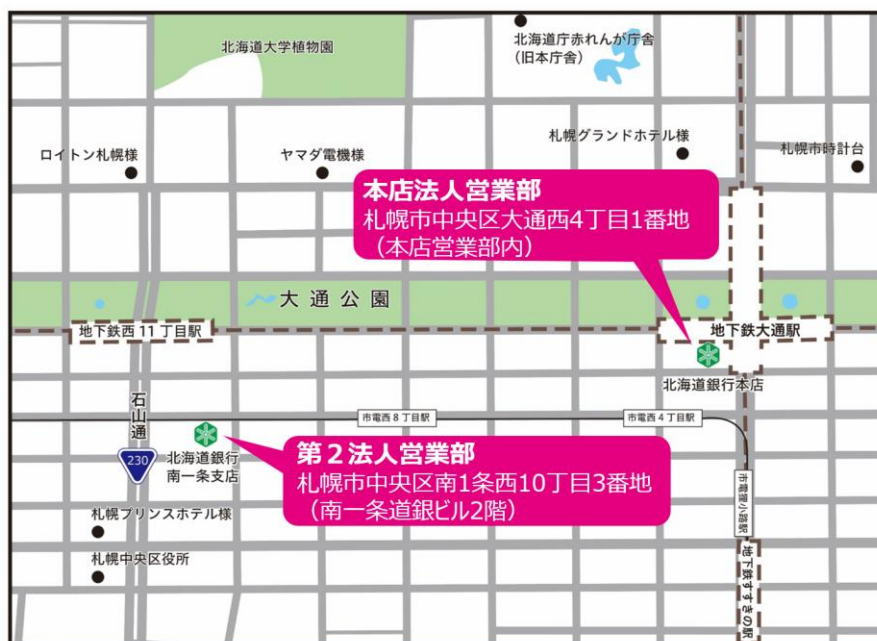 北海道大学植物園
北海道庁赤れんが庁舎
（旧本庁舎）
ロイトン札幌様
ヤマダ電機様
札幌グランドホテル様
札幌市時計台
本店法人営業部
札幌市中央区大通西4丁目1番地
（本店営業部内）
大通公園
地下鉄西11丁目駅
地下鉄大通駅
北海道銀行本店
石山通
230
市電西8丁目駅
市電西4丁目駅
北海道銀行
南一条支店
第２法人営業部
札幌市中央区南1条西10丁目3番地
（南一条道銀ビル2階）
市電狸小路駅
札幌プリンスホテル様
札幌中央区役所
地下鉄すすきの駅